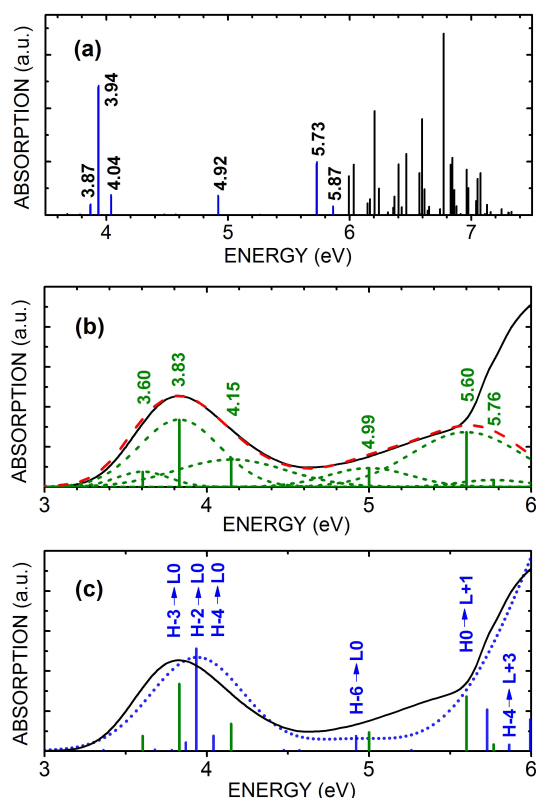 (a)
ABSORPTION (a.u.)
3.87
3.94
4.04
4.92
5.73
5.87
4 5 6 7
ENERGY (eV)
(b)
ABSORPTION (a.u.)
3.60
3.83
4.15
4.99
5.60
5.76
3 4 5 6
ENERGY (eV)
(c)
ABSORPTION (a.u.)
H-3→L0
H-2→L0
H-4→L0
H-6→L0
H0→L+1
H-4→L+3
3 4 5 6
ENERGY (eV)